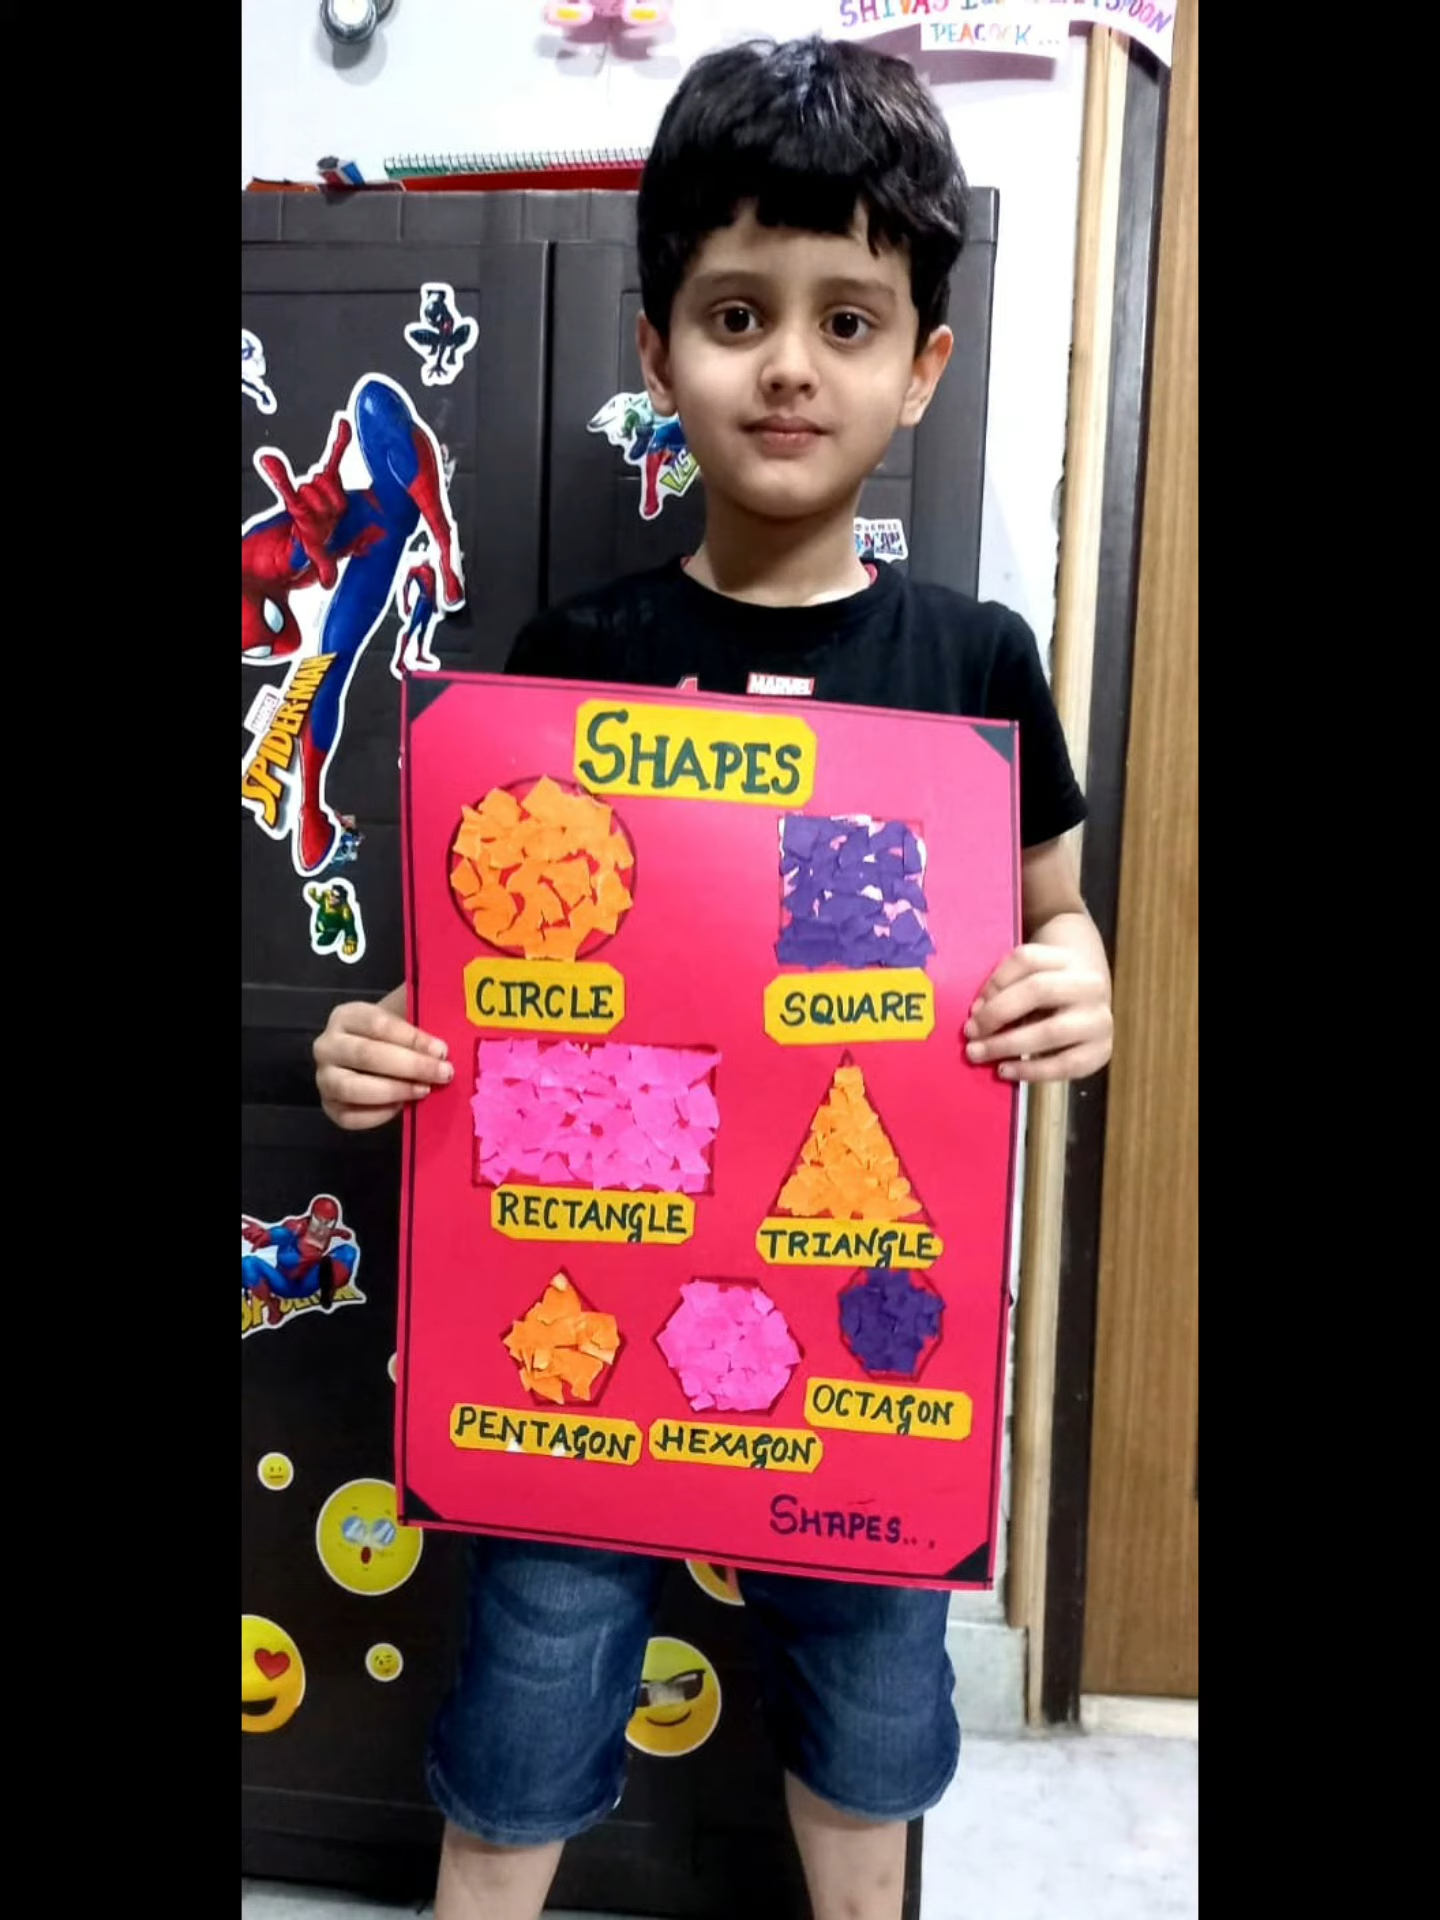 PEACOCK...
MARVEL
SPIDER-MAN
SHAPES
CIRCLE
SQUARE
RECTANGLE
TRIANGLE
PENTAGON
HEXAGON
OCTAGON
SHAPES...